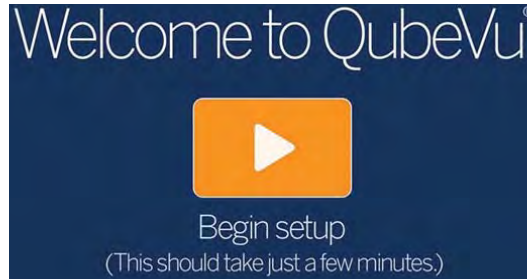 Welcome to QubeVu
Begin setup
(This should take just a few minutes.)